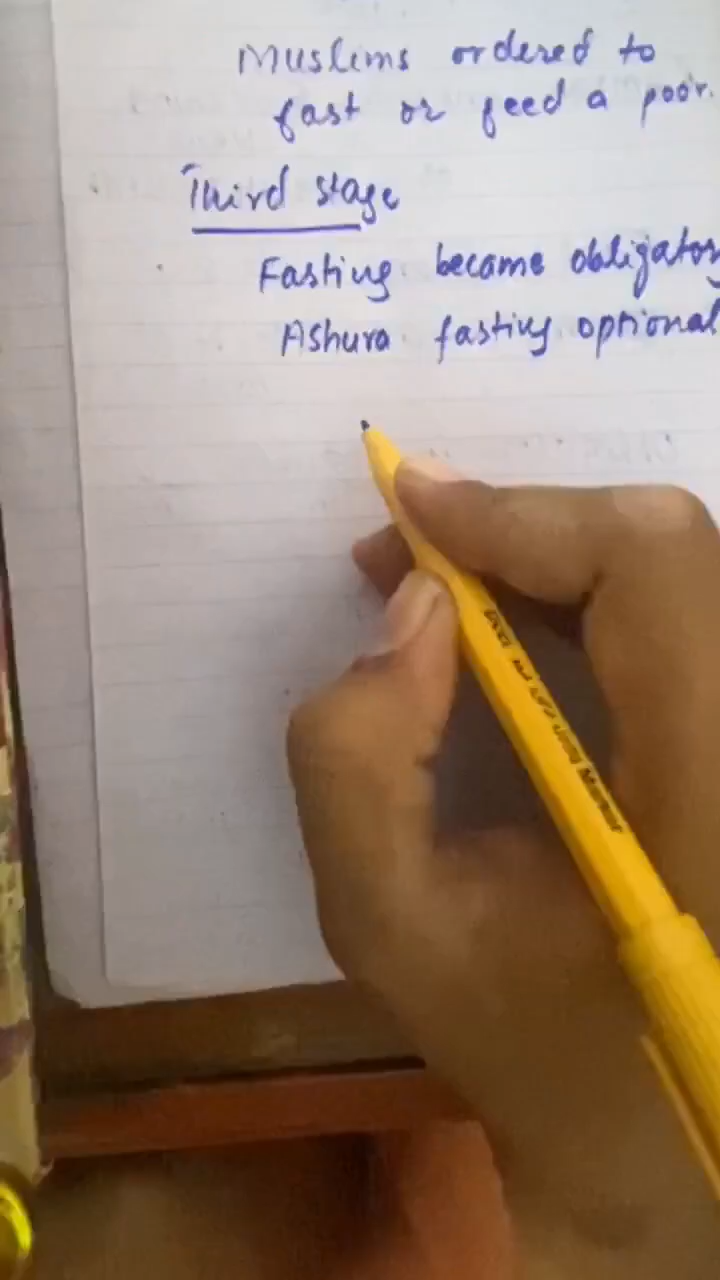 Muslims ordered to
fast or feed a poor.
Third stage
Fasting became obligatory
Ashura fasting optional